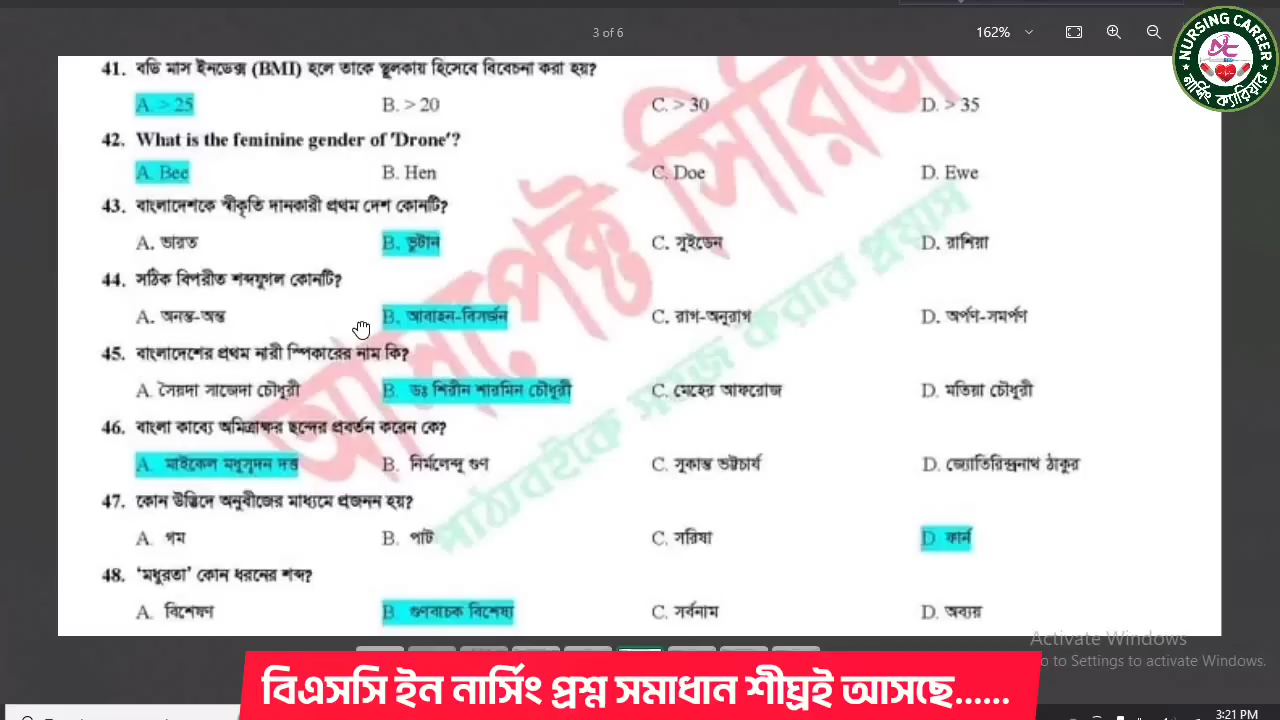 3 of 6
162%
NURSING CAREER
নার্সিং ক্যারিয়ার
41. বডি মাস ইনডেক্স (BMI) হলে তাকে স্থূলকায় হিসেবে বিবেচনা করা হয়?
A. > 25 B. > 20 C. > 30 D. > 35
42. What is the feminine gender of 'Drone'?
A. Bee B. Hen C. Doe D. Ewe
43. বাংলাদেশকে স্বীকৃতি দানকারী প্রথম দেশ কোনটি?
A. ভারত B. ভুটান C. সুইডেন D. রাশিয়া
44. সঠিক বিপরীত শব্দযুগল কোনটি?
A. অনন্ত-অন্ত B. আবাহন-বিসর্জন C. রাগ-অনুরাগ D. অর্পণ-সমর্পণ
45. বাংলাদেশের প্রথম নারী স্পিকারের নাম কি?
A. সৈয়দা সাজেদা চৌধুরী B. ডঃ শিরীন শারমিন চৌধুরী C. মেহের আফরোজ D. মতিয়া চৌধুরী
46. বাংলা কাব্যে অমিত্রাক্ষর ছন্দের প্রবর্তন করেন কে?
A. মাইকেল মধুসূদন দত্ত B. নির্মলেন্দু গুণ C. সুকান্ত ভট্টাচার্য D. জ্যোতিরিন্দ্রনাথ ঠাকুর
47. কোন উদ্ভিদে অনুবীজের মাধ্যমে প্রজনন হয়?
A. গম B. পাট C. সরিষা D. ফার্ন
48. ‘মধুরতা’ কোন ধরনের শব্দ?
A. বিশেষণ B. গুণবাচক বিশেষ্য C. সর্বনাম D. অব্যয়
আসপেক্ট সিরিজ
পাঠ্যবইকে সহজ করার প্রয়াস
Activate Windows
o to Settings to activate Windows.
বিএসসি ইন নার্সিং প্রশ্ন সমাধান শীঘ্রই আসছে......
3:21 PM